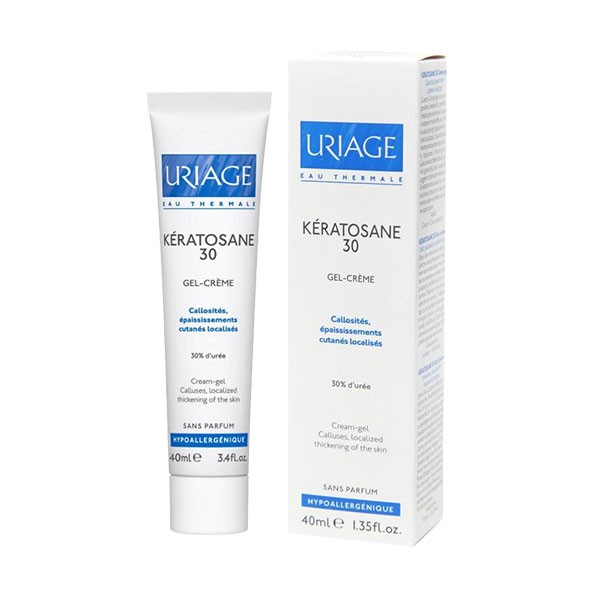 URIAGE
EAU THERMALE
KÉRATOSANE
30
GEL-CRÈME
Callosités,
épaississements
cutanés localisés
30% d'urée
Cream-gel
Calluses, localized
thickening of the skin
SANS PARFUM
HYPOALLERGÉNIQUE
40ml e 3.4fl.oz.
URIAGE
EAU THERMALE
KÉRATOSANE
30
GEL-CRÈME
Callosités,
épaississements
cutanés localisés
30% d'urée
Cream-gel
Calluses, localized
thickening of the skin
SANS PARFUM
HYPOALLERGÉNIQUE
40ml e 1.35fl.oz.